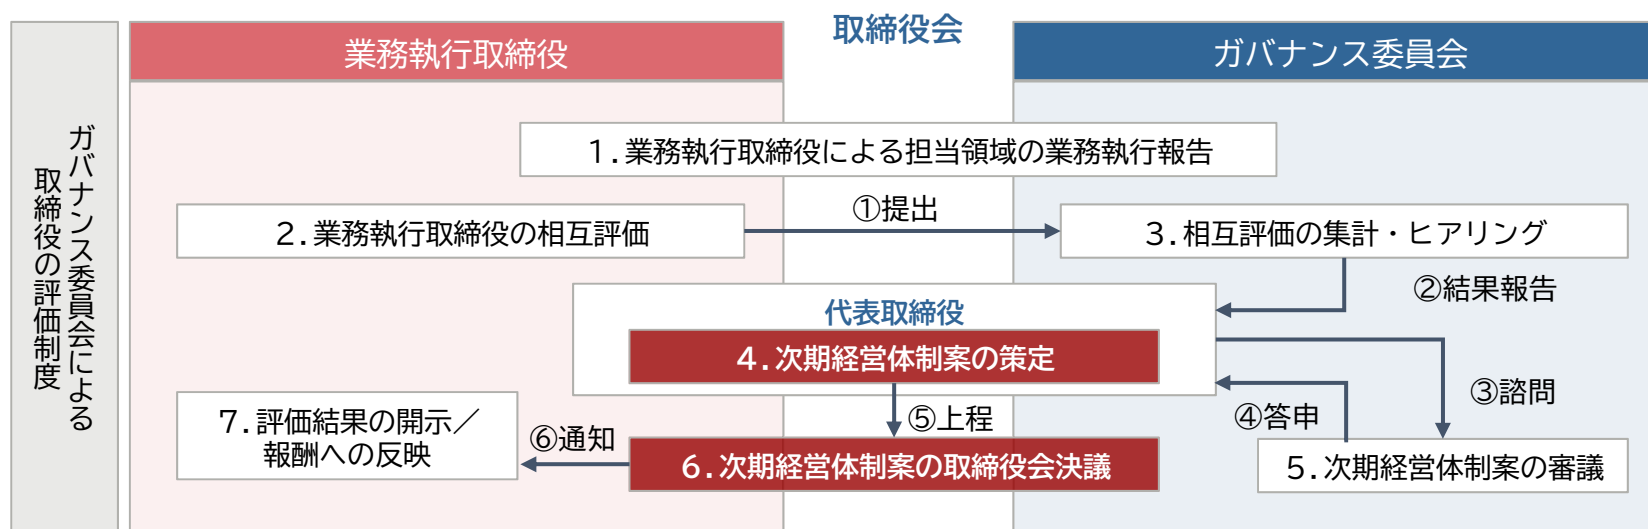 取締役会
業務執行取締役
ガバナンス委員会
ガバナンス委員会による
取締役の評価制度
1.業務執行取締役による担当領域の業務執行報告
2.業務執行取締役の相互評価
①提出
3.相互評価の集計・ヒアリング
②結果報告
代表取締役
4.次期経営体制案の策定
③諮問
④答申
5.次期経営体制案の審議
⑤上程
6.次期経営体制案の取締役会決議
⑥通知
7.評価結果の開示／
報酬への反映